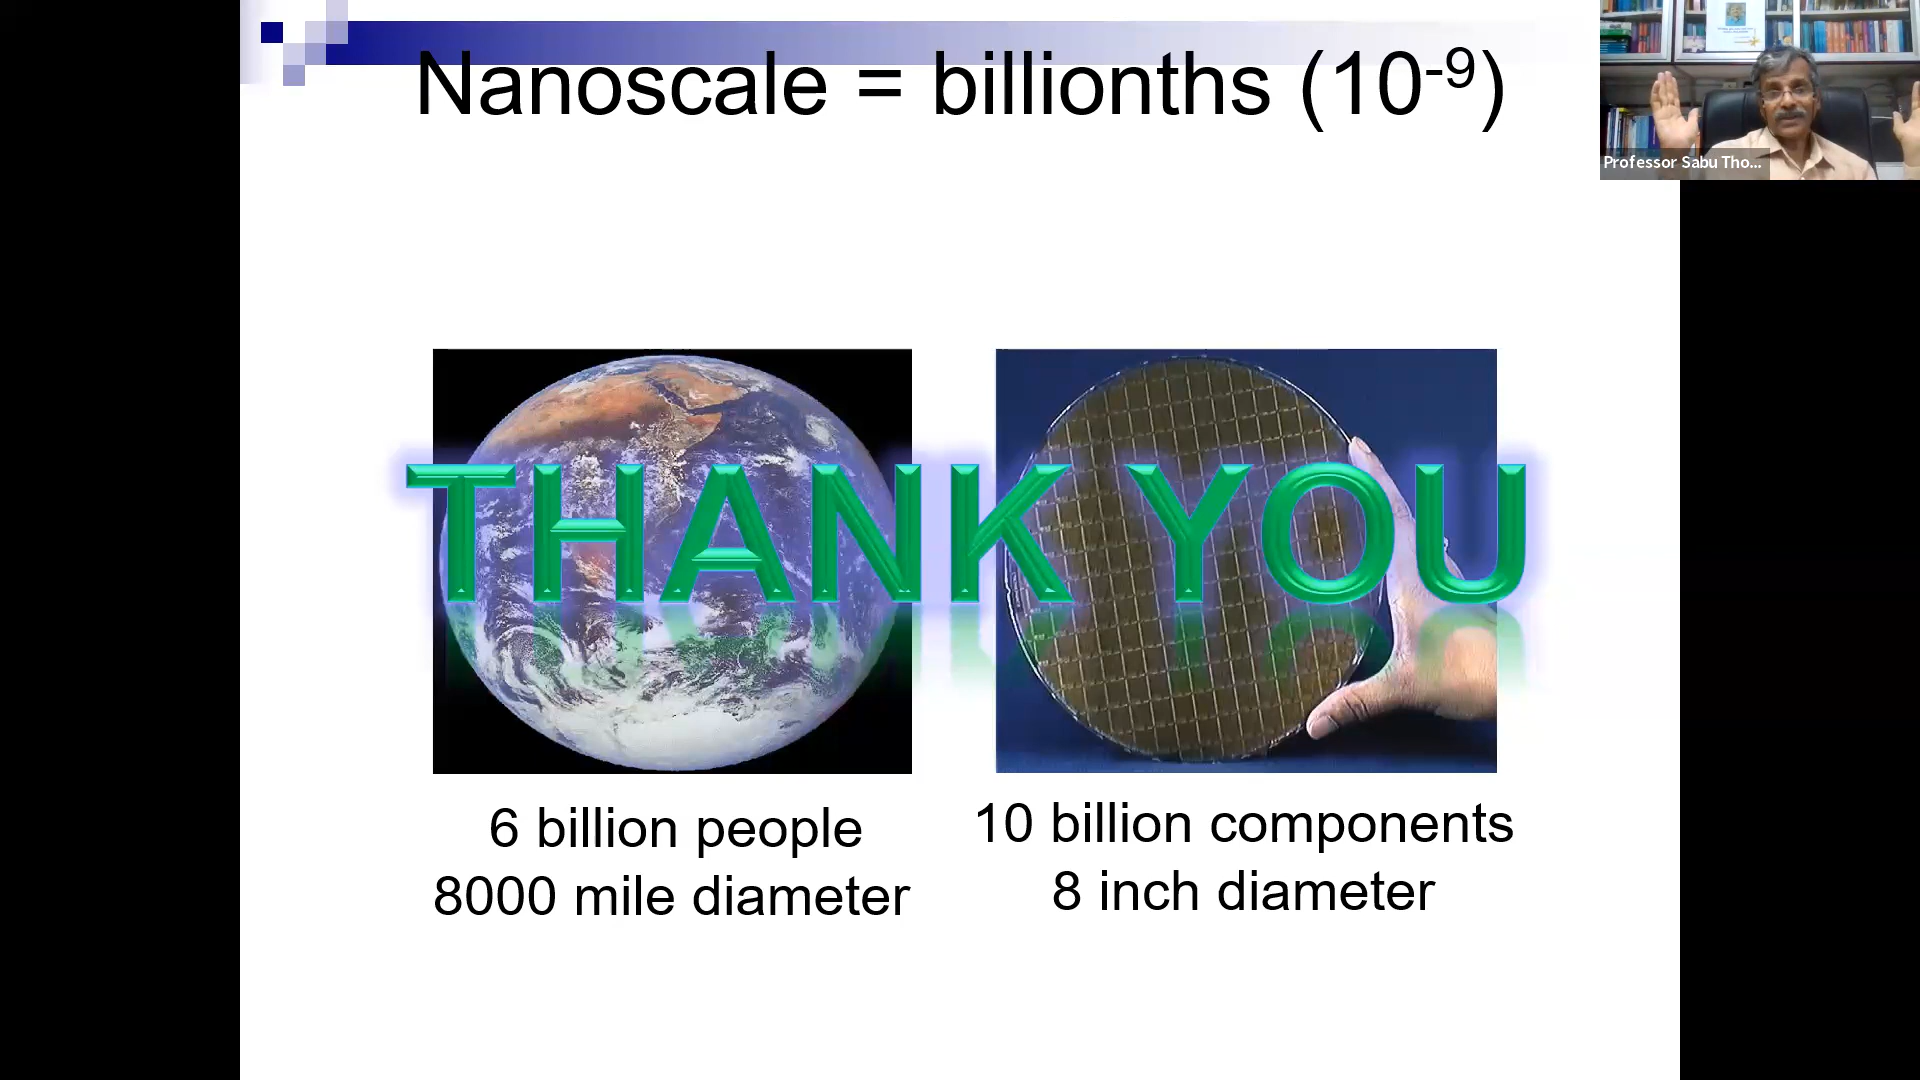 Nanoscale = billionths (10⁻⁹)
Professor Sabu Tho...
THANK YOU
6 billion people
8000 mile diameter
10 billion components
8 inch diameter